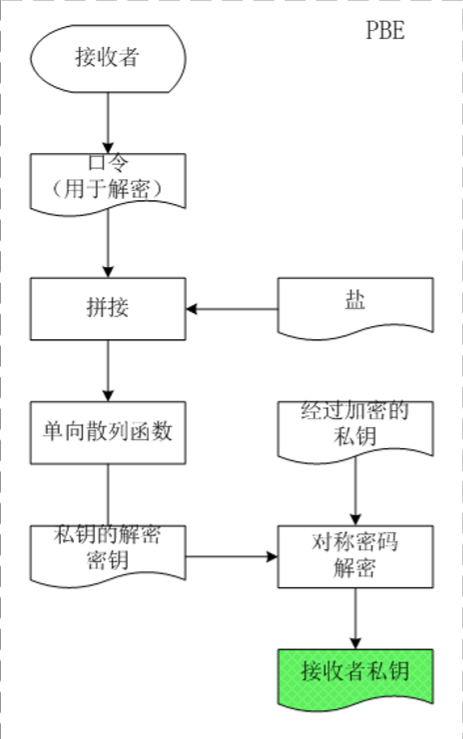 PBE
接收者
口令
（用于解密）
拼接
盐
单向散列函数
经过加密的
私钥
私钥的解密
密钥
对称密码
解密
接收者私钥